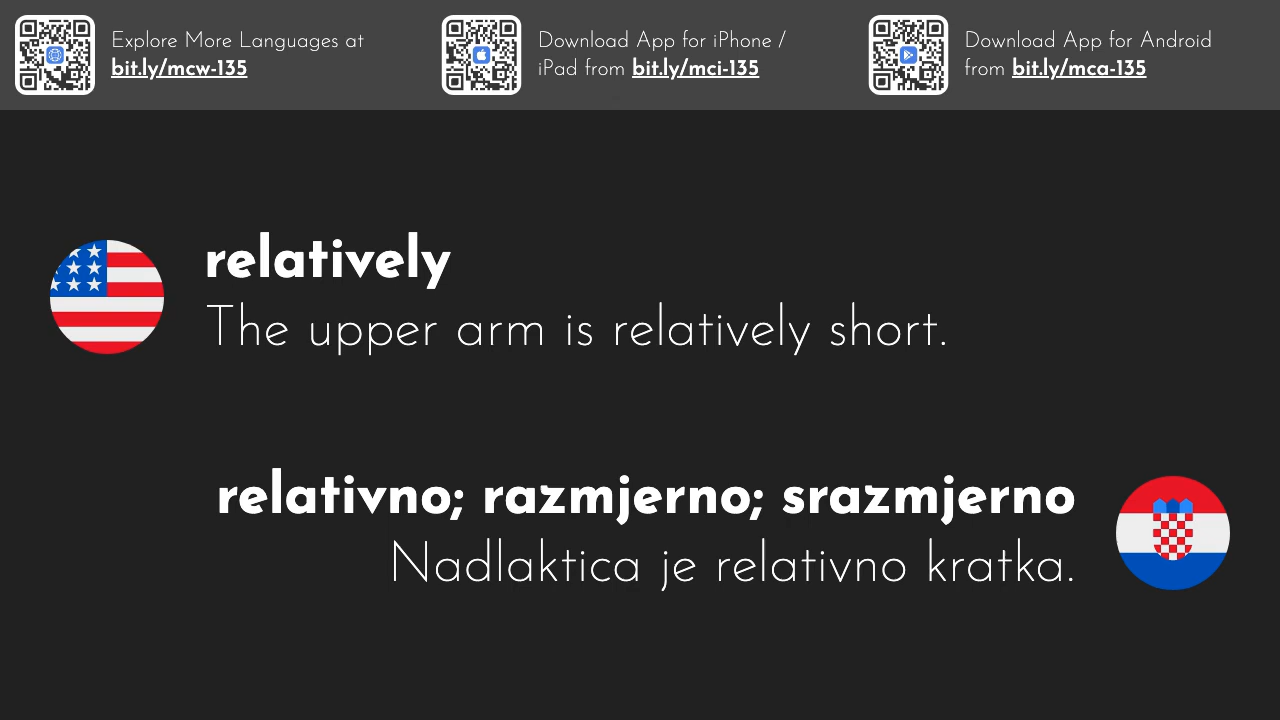 Explore More Languages at
bit.ly/mcw-135
Download App for iPhone /
iPad from bit.ly/mci-135
Download App for Android
from bit.ly/mca-135
relatively
The upper arm is relatively short.
relativno; razmjerno; srazmjerno
Nadlaktica je relativno kratka.